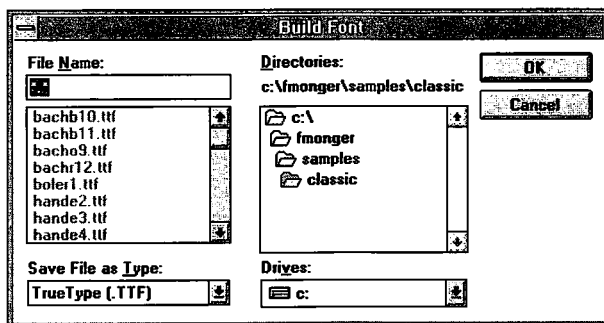 Build Font
File Name:
bachb10.ttf
bachb11.ttf
bacho9.ttf
bachr12.ttf
boler1.ttf
hande2.ttf
hande3.ttf
hande4.ttf
Save File as Type:
TrueType (.TTF)
Directories:
c:\fmonger\samples\classic
c:\
fmonger
samples
classic
Drives:
c:
OK
Cancel